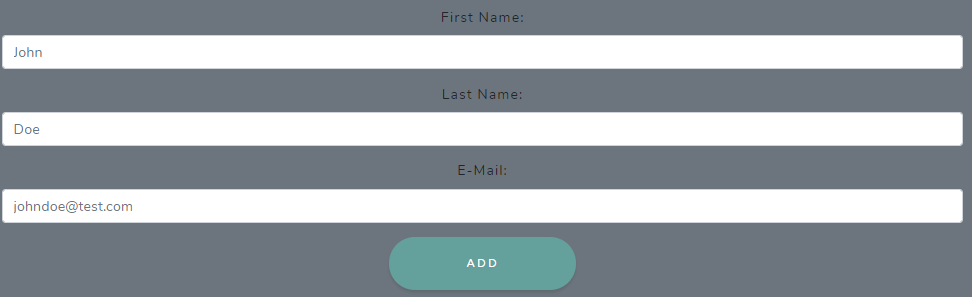 First Name:
John
Last Name:
Doe
E-Mail:
johndoe@test.com
ADD